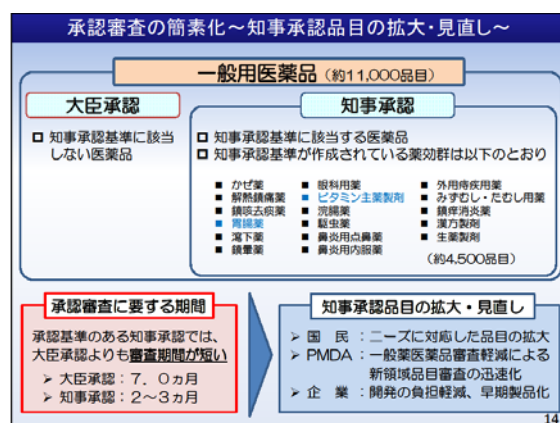 承認審査の簡素化～知事承認品目の拡大・見直し～
一般用医薬品（約11,000品目）
大臣承認
□ 知事承認基準に該当
しない医薬品
知事承認
□ 知事承認基準に該当する医薬品
□ 知事承認基準が作成されている薬効群は以下のとおり
■ かぜ薬
■ 解熱鎮痛薬
■ 鎮咳去痰薬
■ 胃腸薬
■ 瀉下薬
■ 鎮暈薬
■ 眼科用薬
■ ビタミン主薬製剤
■ 浣腸薬
■ 駆虫薬
■ 鼻炎用点鼻薬
■ 鼻炎用内服薬
■ 外用痔疾用薬
■ みずむし・たむし用薬
■ 鎮痒消炎薬
■ 漢方製剤
■ 生薬製剤
（約4,500品目）
承認審査に要する期間
承認基準のある知事承認では、
大臣承認よりも審査期間が短い
➢ 大臣承認：７．０ヵ月
➢ 知事承認：２～３ヵ月
知事承認品目の拡大・見直し
➢ 国　民：ニーズに対応した品目の拡大
➢ PMDA：一般薬医薬品審査軽減による
新領域品目審査の迅速化
➢ 企　業：開発の負担軽減、早期製品化
14